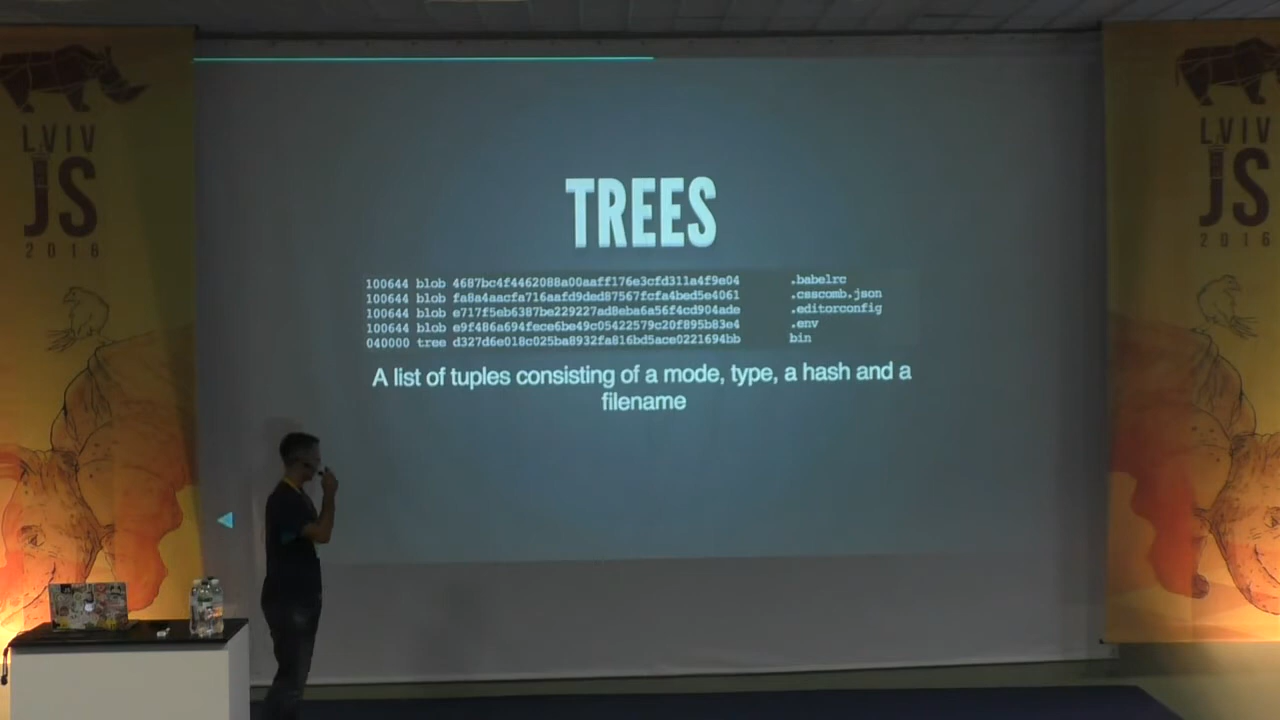 LVIV
JS
2016
TREES
100644 blob 4687bc4f4462088a00aaff176e3cfd311a4f9e04 .babelrc
100644 blob fa8a4aacfa716aafd9ded87567fcfa4bed5e4061 .csscomb.json
100644 blob e717f5eb6387be229227ad8eba6a56f4cd904ade .editorconfig
100644 blob e9f486a694fece6be49c05422579c20f895b83e4 .env
040000 tree d327d6e018c025ba8932fa816bd5ace0221694bb bin
A list of tuples consisting of a mode, type, a hash and a
filename
LVIV
JS
2016